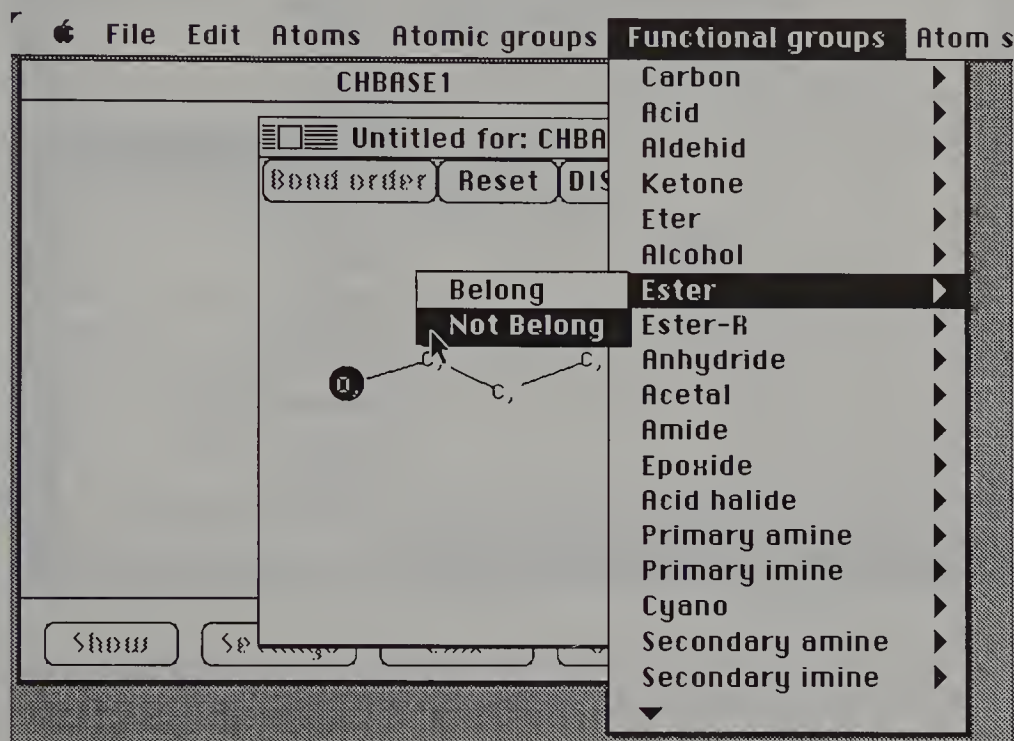 File Edit Atoms Atomic groups Functional groups Atom s
CHBASE1
Untitled for: CHBA
Bond order Reset DIS
Carbon
Acid
Aldehid
Ketone
Eter
Alcohol
Ester
Ester-R
Anhydride
Acetal
Amide
Epoxide
Acid halide
Primary amine
Primary imine
Cyano
Secondary amine
Secondary imine
Belong
Not Belong
O, C, C, C,
Show